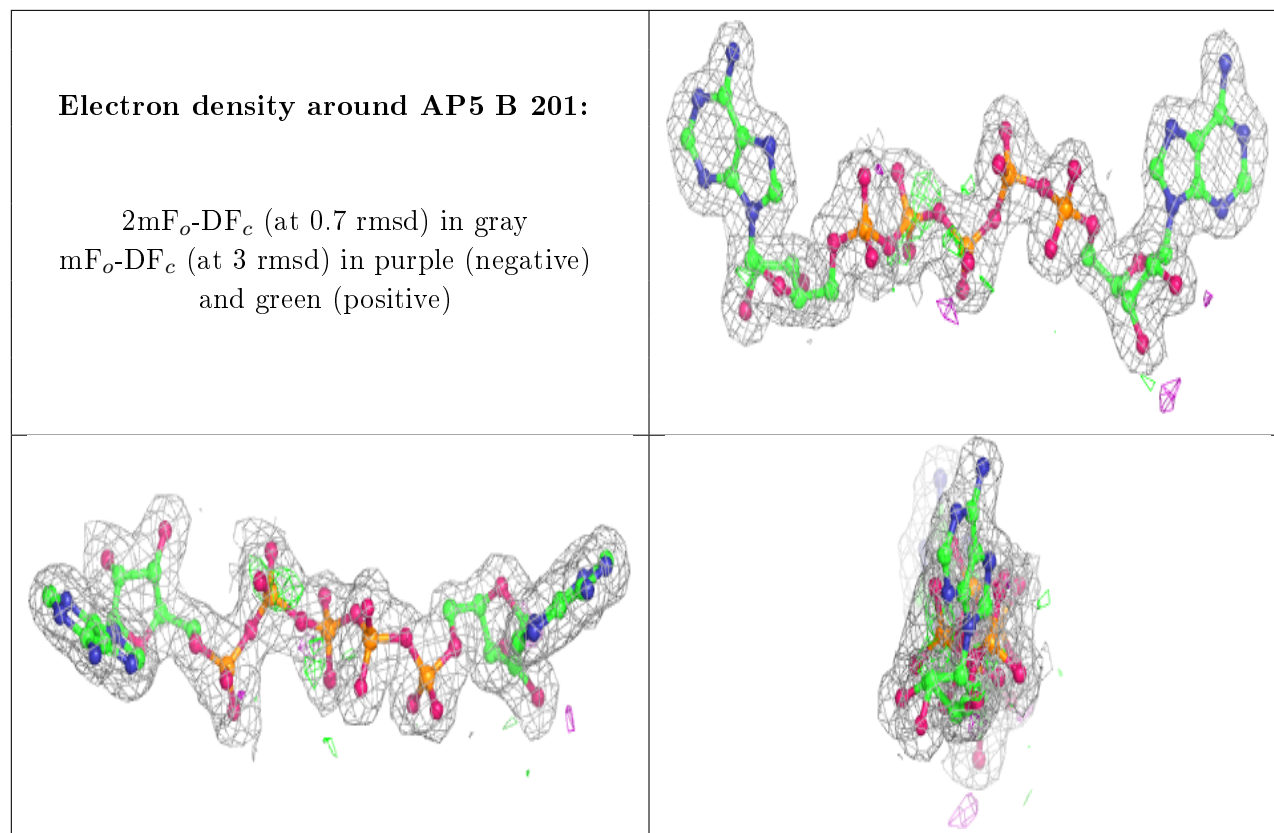 Electron density around AP5 B 201:
2mFo-DFc (at 0.7 rmsd) in gray
mFo-DFc (at 3 rmsd) in purple (negative)
and green (positive)